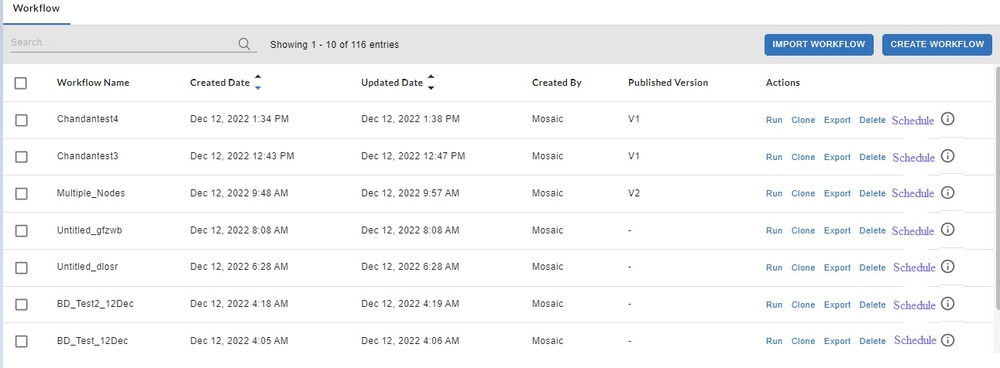 Workflow
Search... Showing 1 - 10 of 116 entries IMPORT WORKFLOW CREATE WORKFLOW
Workflow Name Created Date Updated Date Created By Published Version Actions
Chandantest4 Dec 12, 2022 1:34 PM Dec 12, 2022 1:38 PM Mosaic V1 Run Clone Export Delete Schedule
Chandantest3 Dec 12, 2022 12:43 PM Dec 12, 2022 12:47 PM Mosaic V1 Run Clone Export Delete Schedule
Multiple_Nodes Dec 12, 2022 9:48 AM Dec 12, 2022 9:57 AM Mosaic V2 Run Clone Export Delete Schedule
Untitled_gfzwb Dec 12, 2022 8:08 AM Dec 12, 2022 8:08 AM Mosaic - Run Clone Export Delete Schedule
Untitled_dlosr Dec 12, 2022 6:28 AM Dec 12, 2022 6:28 AM Mosaic - Run Clone Export Delete Schedule
BD_Test2_12Dec Dec 12, 2022 4:18 AM Dec 12, 2022 4:19 AM Mosaic - Run Clone Export Delete Schedule
BD_Test_12Dec Dec 12, 2022 4:05 AM Dec 12, 2022 4:06 AM Mosaic - Run Clone Export Delete Schedule